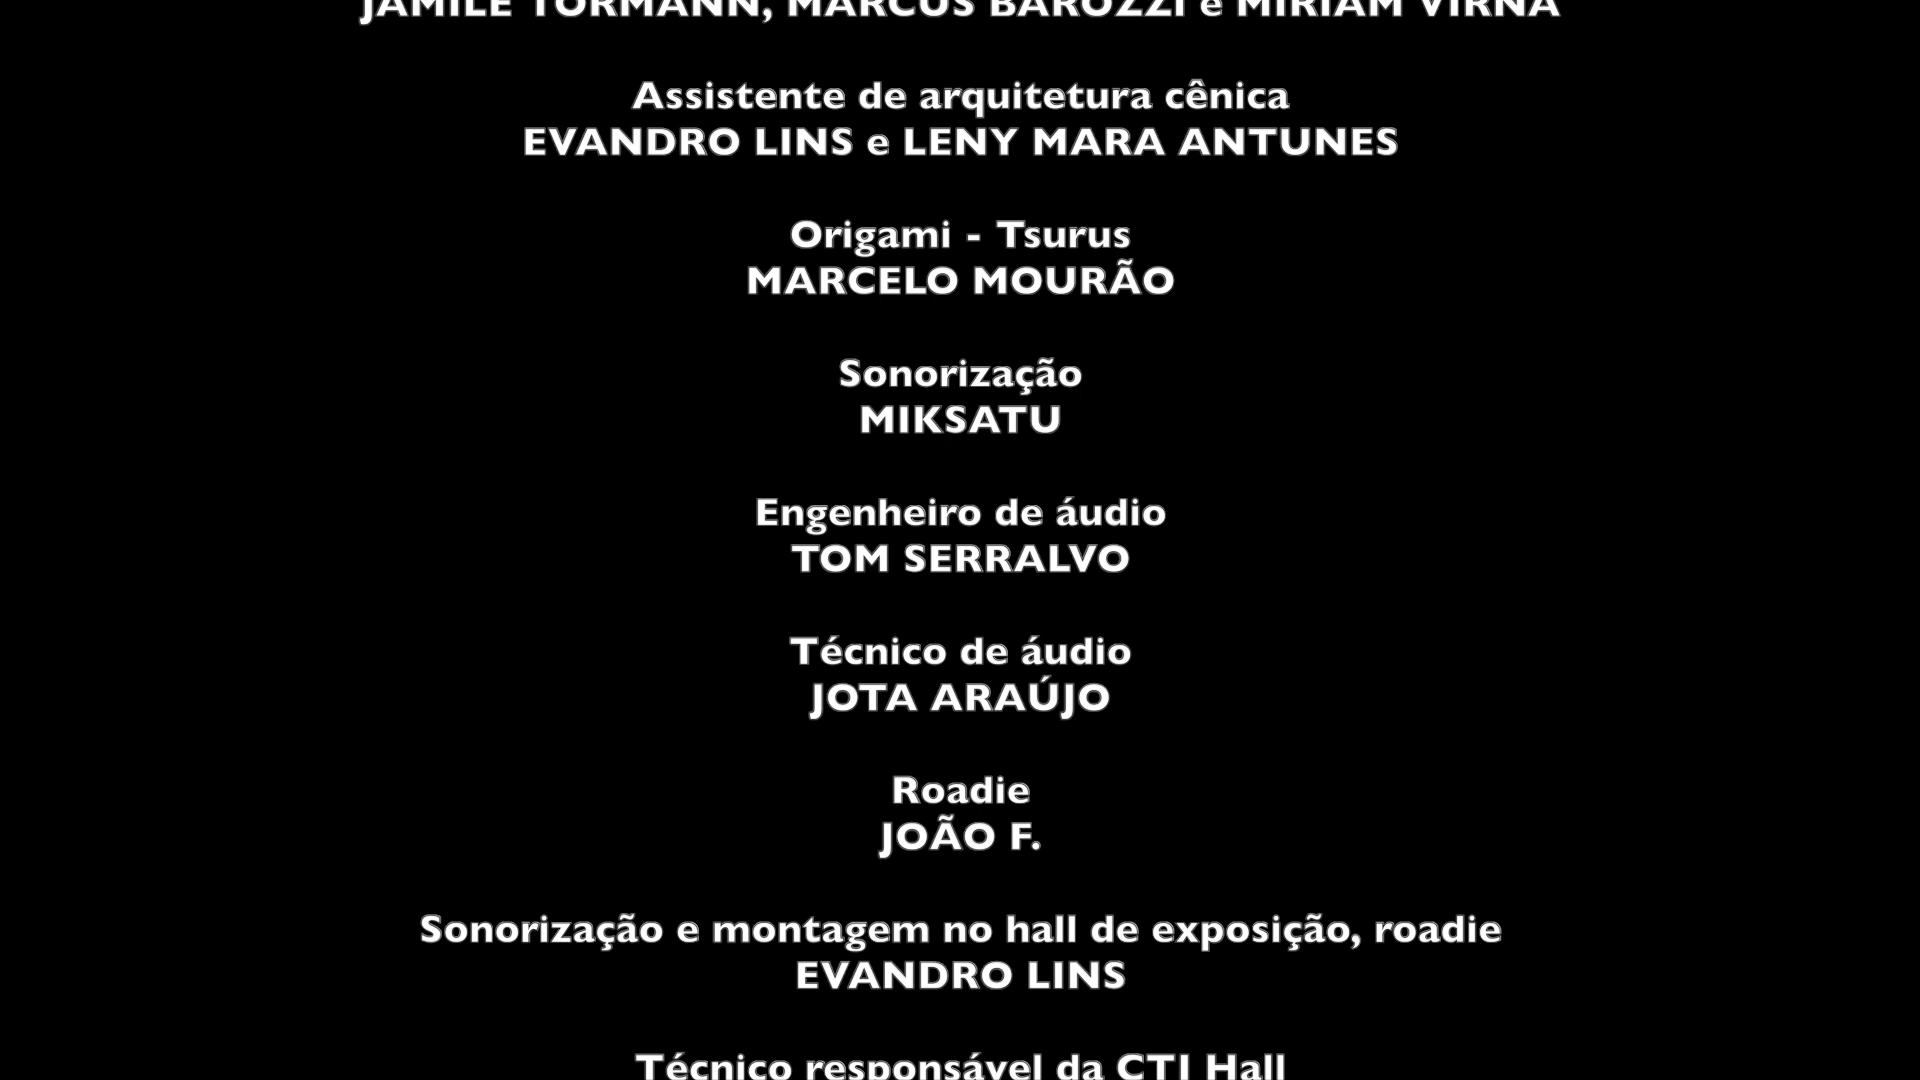 JAMILE TORMANN, MARCUS BAROZZI e MIRIAM VIRNA
Assistente de arquitetura cênica
EVANDRO LINS e LENY MARA ANTUNES
Origami - Tsurus
MARCELO MOURÃO
Sonorização
MIKSATU
Engenheiro de áudio
TOM SERRALVO
Técnico de áudio
JOTA ARAÚJO
Roadie
JOÃO F.
Sonorização e montagem no hall de exposição, roadie
EVANDRO LINS
Técnico responsável da CTI Hall